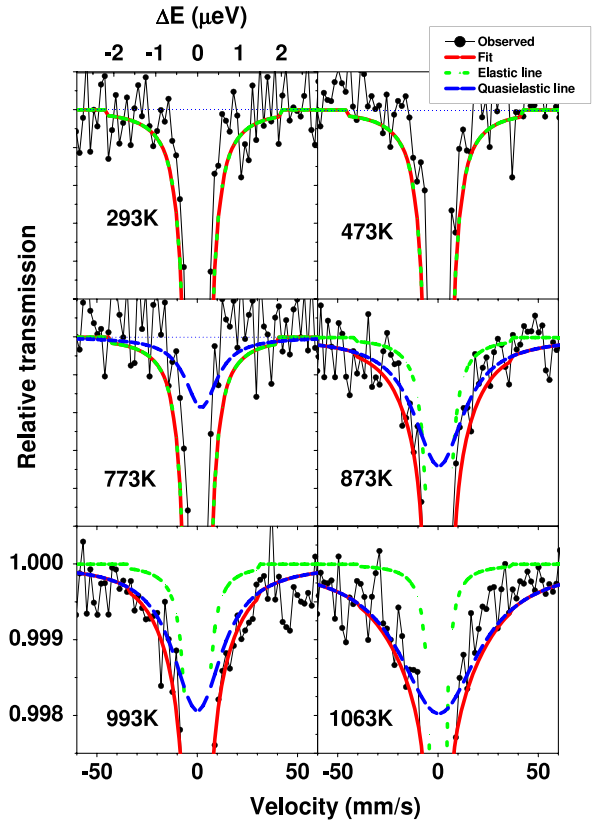 ΔE (μeV)
-2 -1 0 1 2
Observed
Fit
Elastic line
Quasielastic line
293K
473K
Relative transmission
773K
873K
1.000
0.999
0.998
993K
1063K
-50 0 50 -50 0 50
Velocity (mm/s)